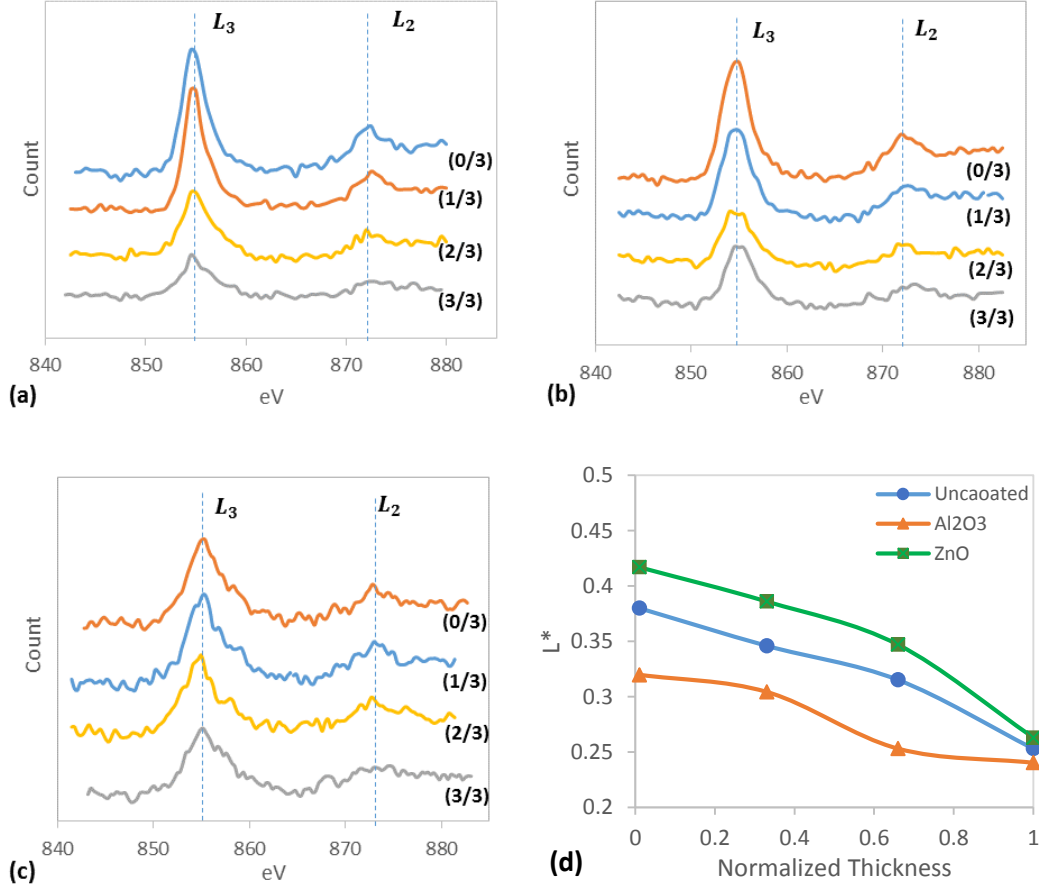 L3
L2
Count
(0/3)
(1/3)
(2/3)
(3/3)
840
850
860
870
880
eV
(a)
L3
L2
Count
(0/3)
(1/3)
(2/3)
(3/3)
840
850
860
870
880
eV
(b)
L3
L2
Count
(0/3)
(1/3)
(2/3)
(3/3)
840
850
860
870
880
eV
(c)
0.5
0.45
0.4
0.35
0.3
0.25
0.2
L*
Uncaoated
Al2O3
ZnO
0
0.2
0.4
0.6
0.8
1
Normalized Thickness
(d)